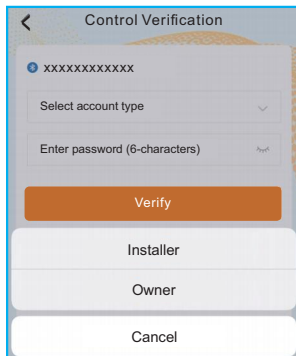 Control Verification
xxxxxxxxxxxx
Select account type
Enter password (6-characters)
Verify
Installer
Owner
Cancel